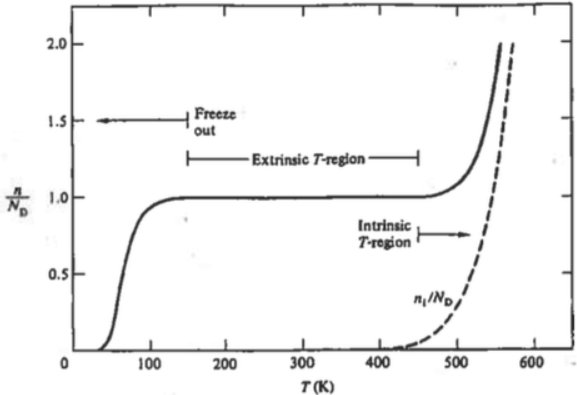 2.0
Freeze
out
1.5
Extrinsic T-region
n
N_D
1.0
Intrinsic
T-region
0.5
n_i/N_D
0
100
200
300
400
500
600
T (K)